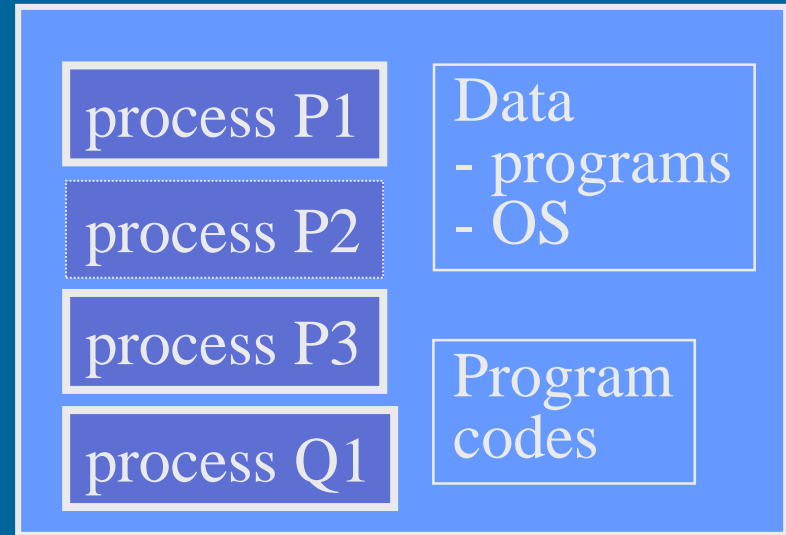 process P1
process P2
process P3
process Q1
Data
- programs
- OS
Program
codes